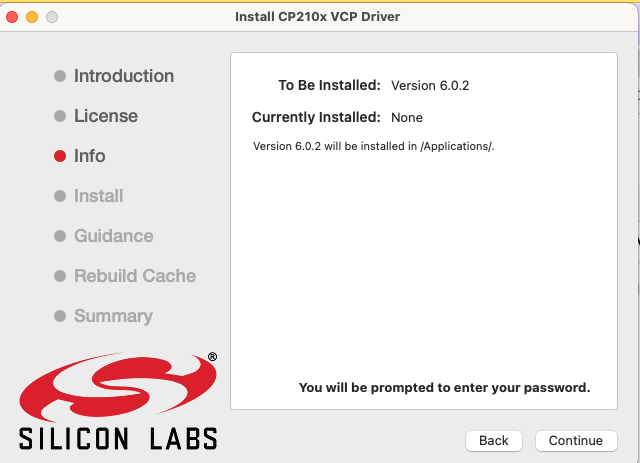 Install CP210x VCP Driver
Introduction
License
Info
Install
Guidance
Rebuild Cache
Summary
To Be Installed: Version 6.0.2
Currently Installed: None
Version 6.0.2 will be installed in /Applications/.
You will be prompted to enter your password.
®
SILICON LABS
Back
Continue